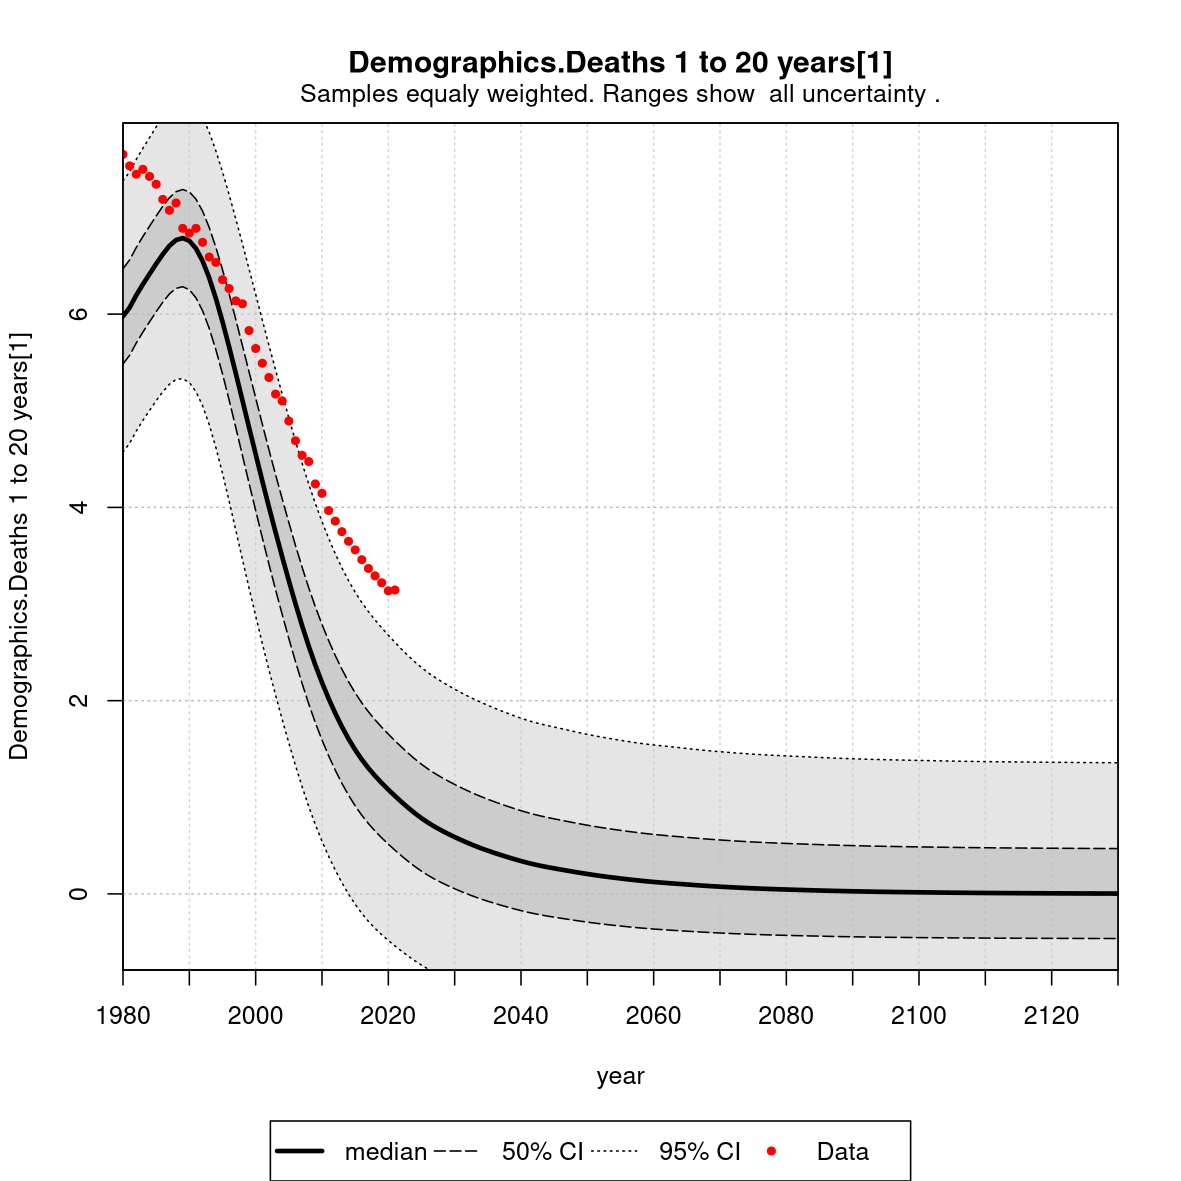 Demographics.Deaths 1 to 20 years[1]
Samples equaly weighted. Ranges show  all uncertainty .
Demographics.Deaths 1 to 20 years[1]
6
4
2
0
1980 2000 2020 2040 2060 2080 2100 2120
year
median 50% CI 95% CI Data